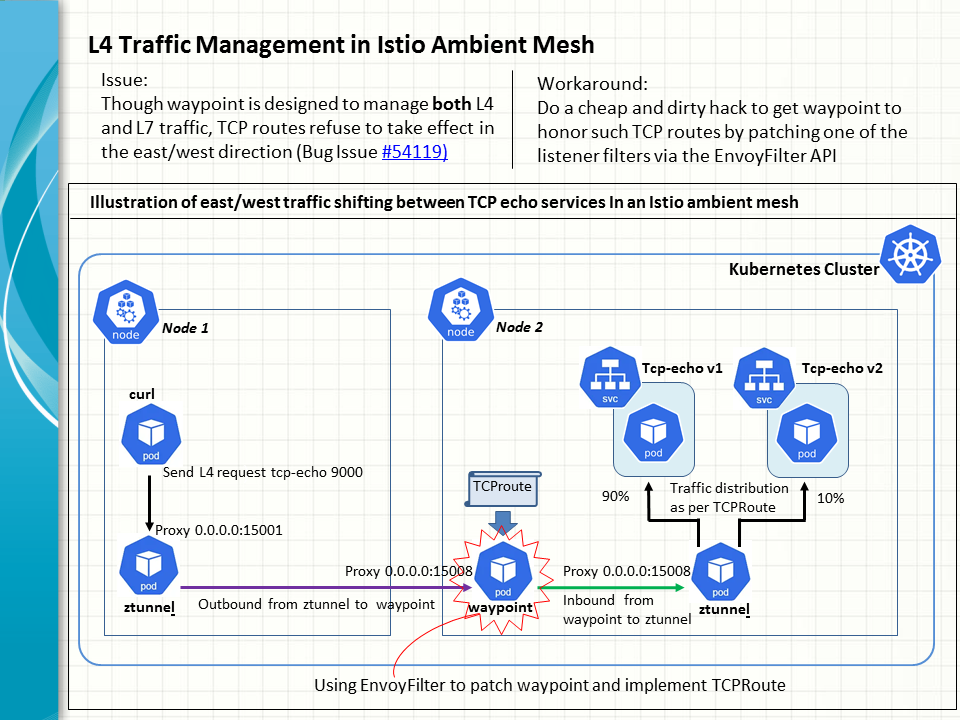 L4 Traffic Management in Istio Ambient Mesh
Issue:
Though waypoint is designed to manage both L4
and L7 traffic, TCP routes refuse to take effect in
the east/west direction (Bug Issue #54119)
Workaround:
Do a cheap and dirty hack to get waypoint to
honor such TCP routes by patching one of the
listener filters via the EnvoyFilter API
Illustration of east/west traffic shifting between TCP echo services In an Istio ambient mesh
Kubernetes Cluster
node
Node 1
node
Node 2
svc
Tcp-echo v1
svc
Tcp-echo v2
curl
pod
pod
pod
Send L4 request tcp-echo 9000
TCProute
90%
Traffic distribution
as per TCPRoute
10%
Proxy 0.0.0.0:15001
pod
Proxy 0.0.0.0:15008
pod
Proxy 0.0.0.0:15008
pod
ztunnel
Outbound from ztunnel to waypoint
waypoint
Inbound from
waypoint to ztunnel
ztunnel
Using EnvoyFilter to patch waypoint and implement TCPRoute